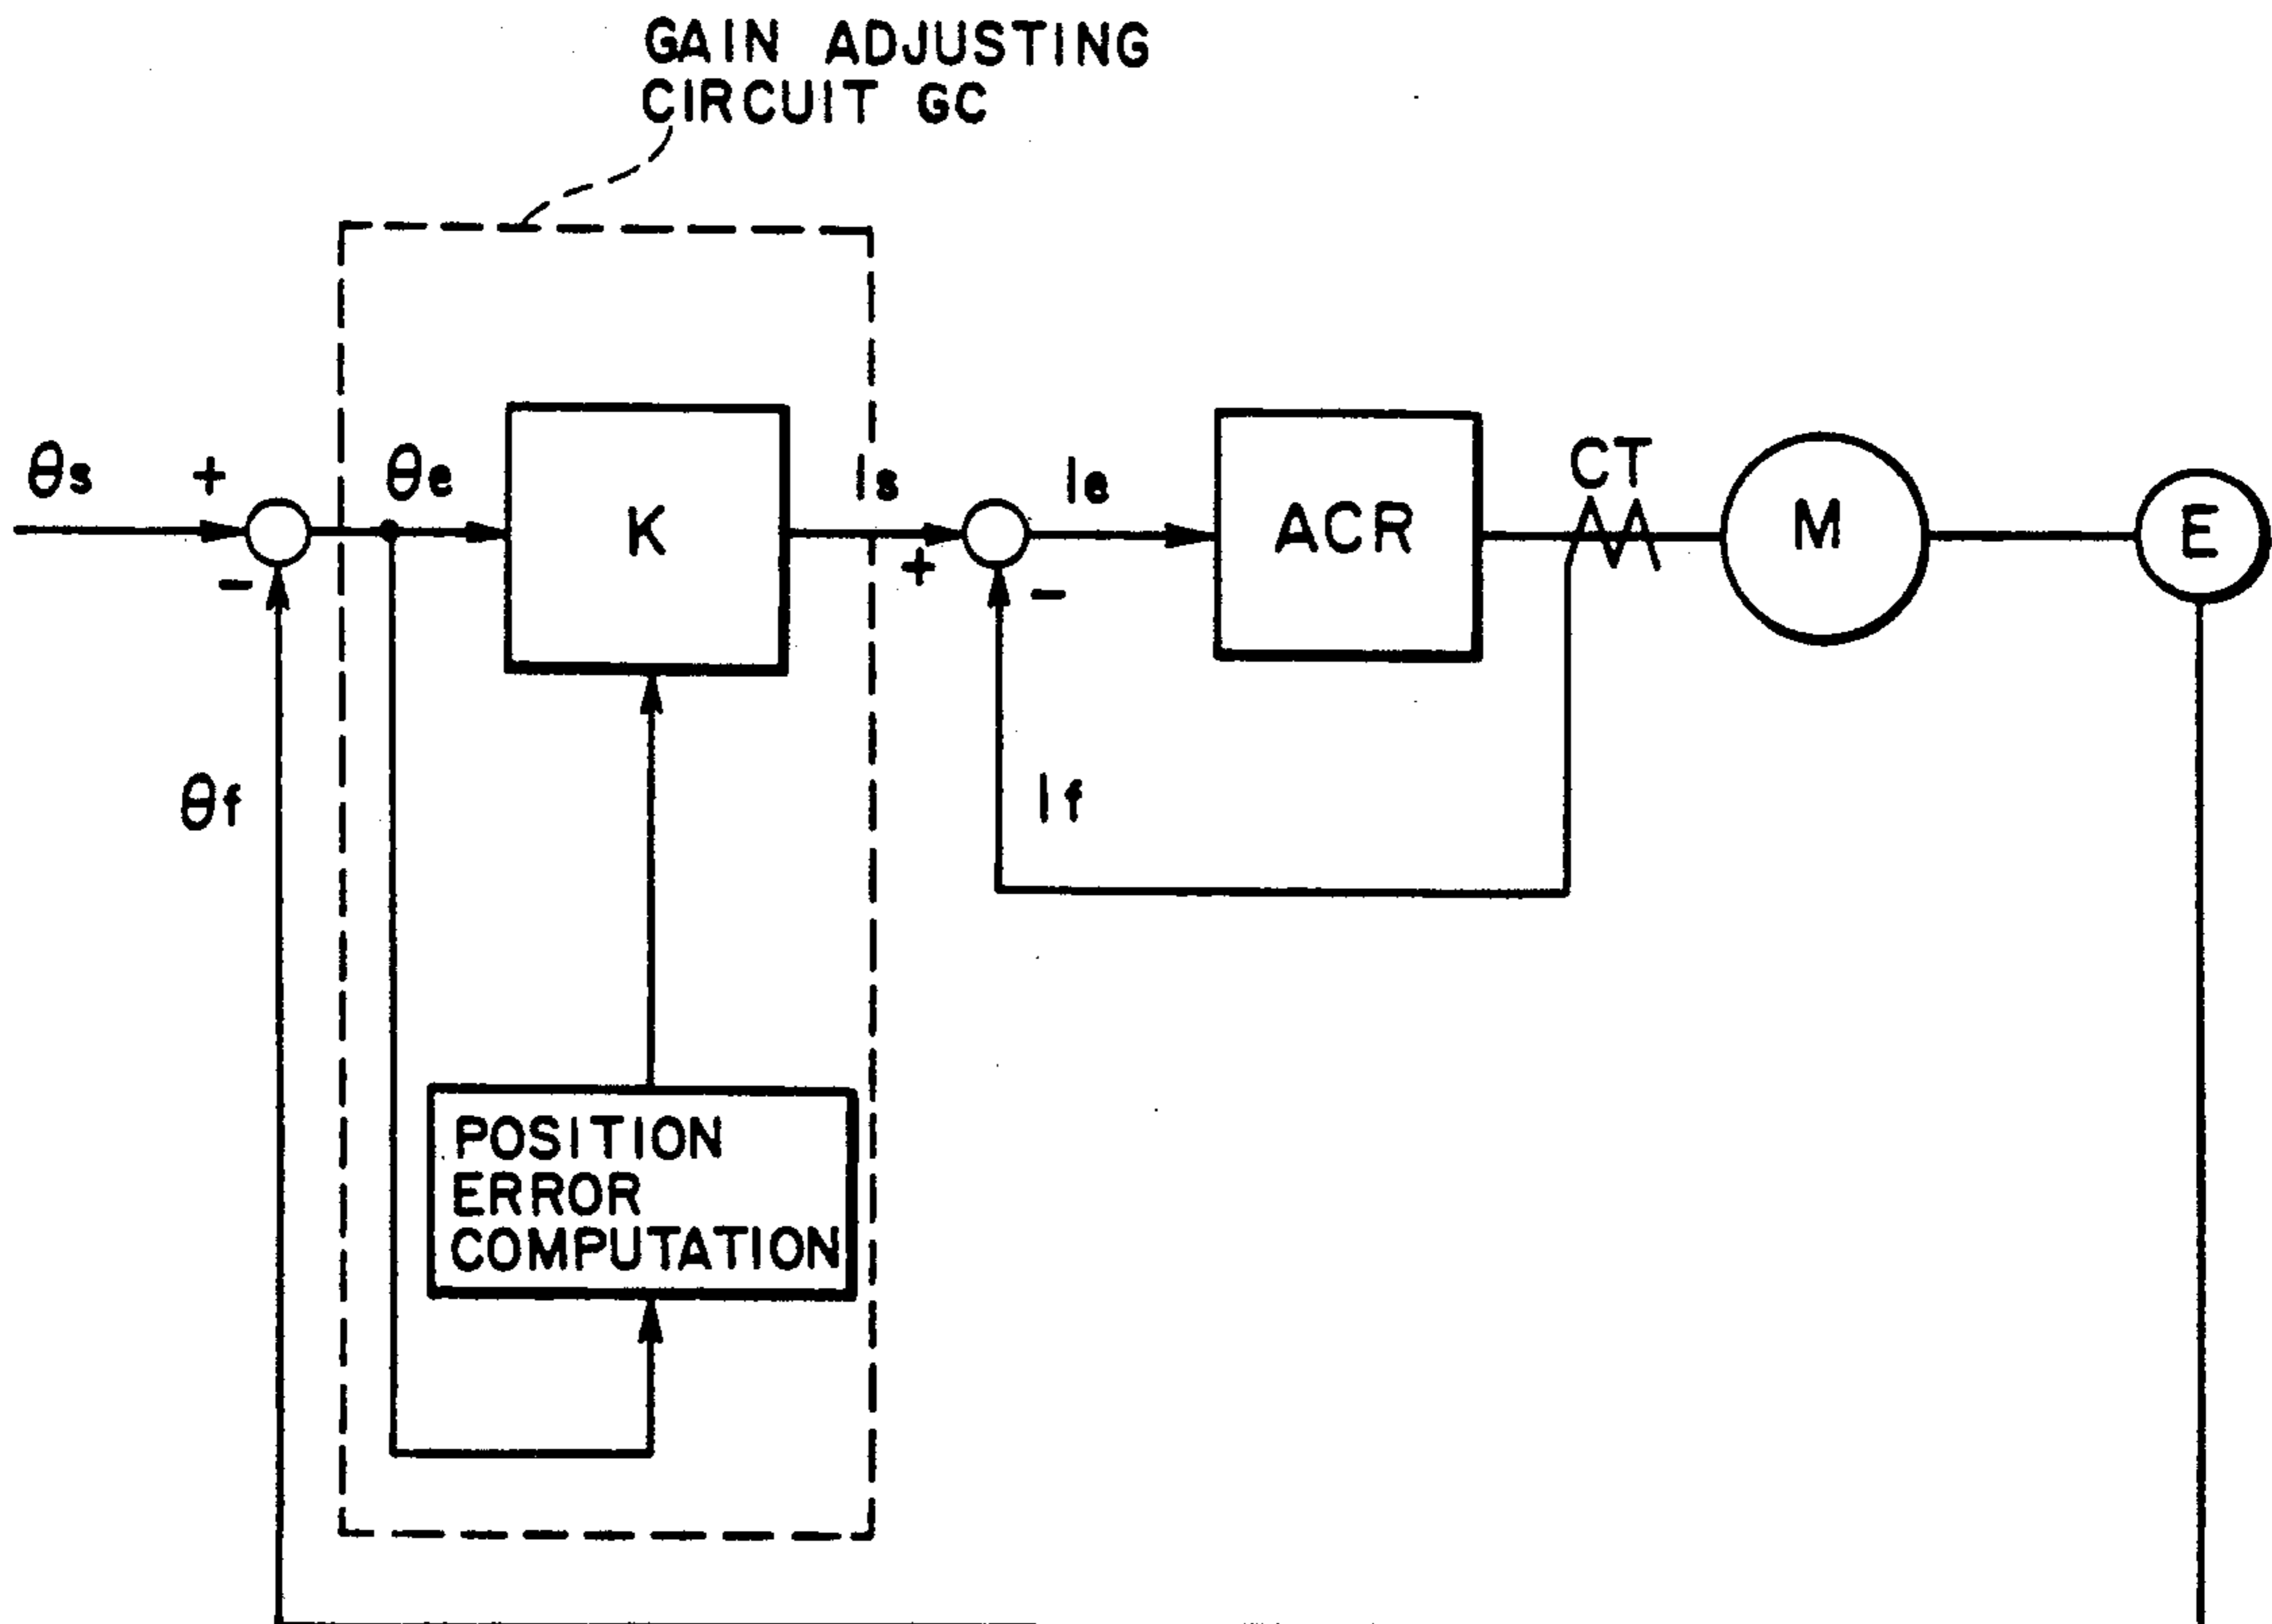 GAIN ADJUSTING
CIRCUIT GC
θs
+
θe
K
Is
+
Ie
ACR
CT
M
E
-
-
θf
If
POSITION
ERROR
COMPUTATION